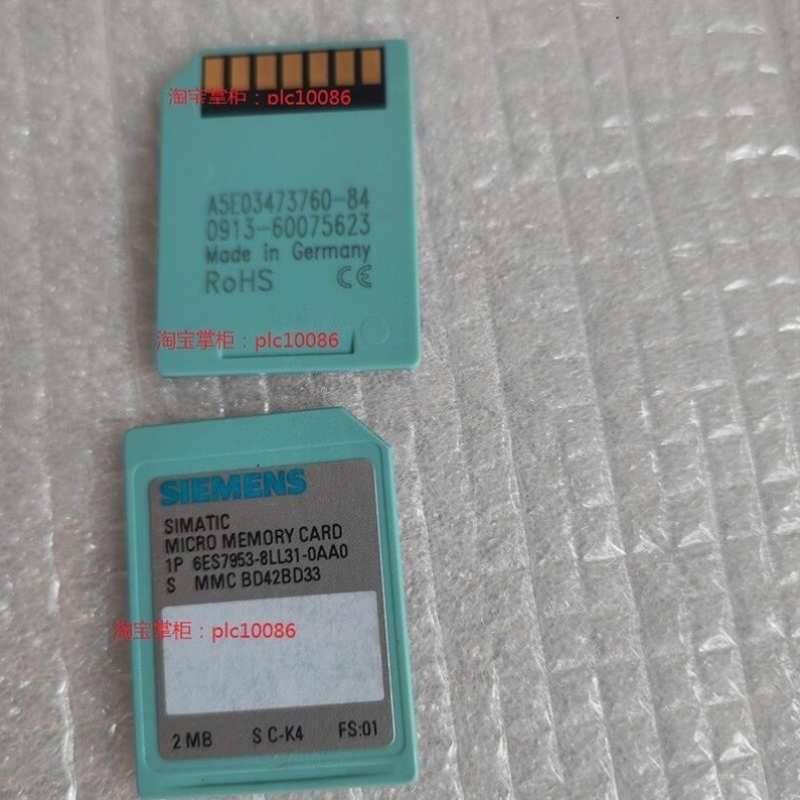 淘宝掌柜：plc10086
A5E03473760-84
0913-60075623
Made in Germany
RoHS CE
淘宝掌柜：plc10086
SIEMENS
SIMATIC
MICRO MEMORY CARD
1P 6ES7953-8LL31-0AA0
S MMC BD42BD33
淘宝掌柜：plc10086
2 MB S C-K4 FS:01